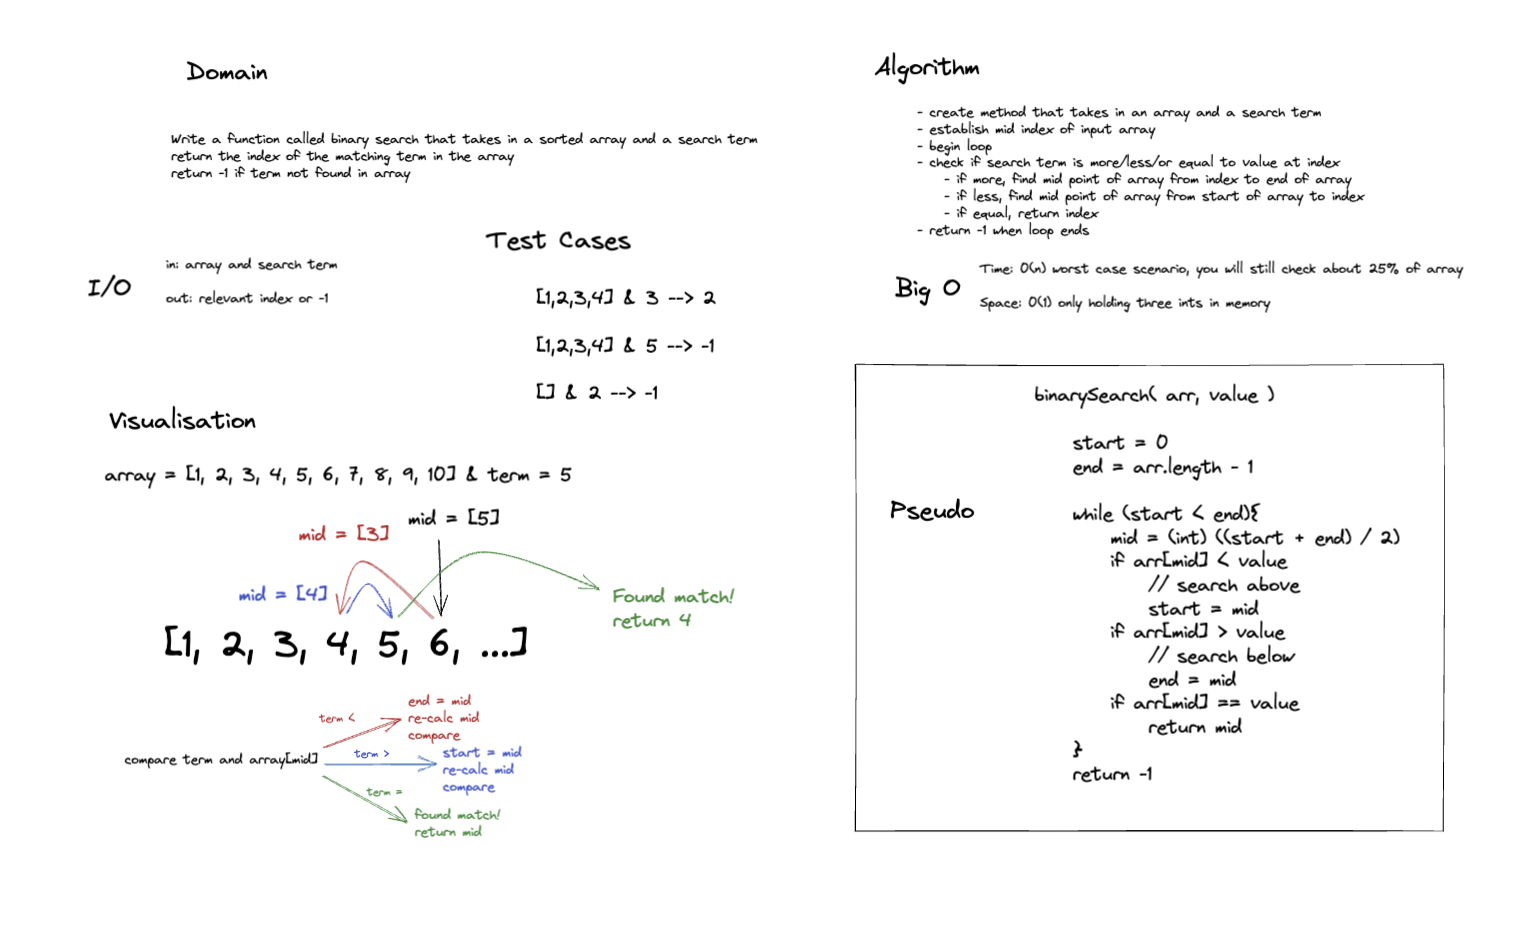 Domain
Write a function called binary search that takes in a sorted array and a search term
return the index of the matching term in the array
return -1 if term not found in array
I/O
in: array and search term
out: relevant index or -1
Test Cases
[1,2,3,4] & 3 --> 2
[1,2,3,4] & 5 --> -1
[] & 2 --> -1
Visualisation
array = [1, 2, 3, 4, 5, 6, 7, 8, 9, 10] & term = 5
mid = [5]
mid = [3]
mid = [4]
Found match!
return 4
[1, 2, 3, 4, 5, 6, ...]
compare term and array[mid]
term <
end = mid
re-calc mid
compare
term >
start = mid
re-calc mid
compare
term =
found match!
return mid
Algorithm
- create method that takes in an array and a search term
- establish mid index of input array
- begin loop
- check if search term is more/less/or equal to value at index
- if more, find mid point of array from index to end of array
- if less, find mid point of array from start of array to index
- if equal, return index
- return -1 when loop ends
Big O
Time: O(n) worst case scenario, you will still check about 25% of array
Space: O(1) only holding three ints in memory
Pseudo
binarySearch( arr, value )
start = 0
end = arr.length - 1
while (start < end){
mid = (int) ((start + end) / 2)
if arr[mid] < value
// search above
start = mid
if arr[mid] > value
// search below
end = mid
if arr[mid] == value
return mid
}
return -1